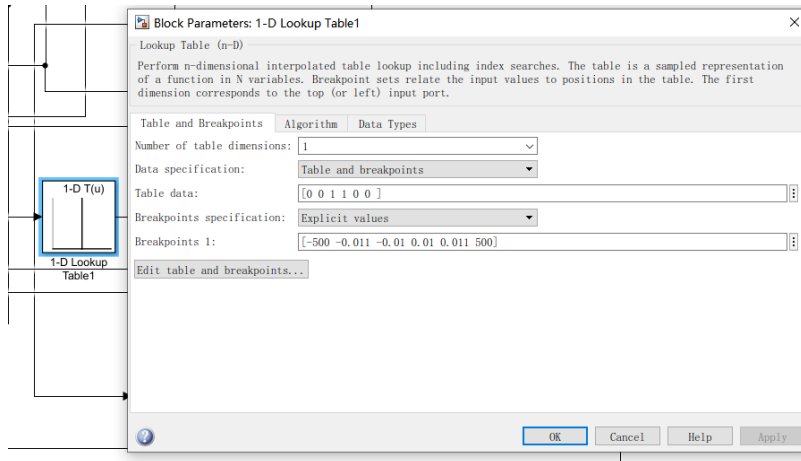 Block Parameters: 1-D Lookup Table1
Lookup Table (n-D)
Perform n-dimensional interpolated table lookup including index searches. The table is a sampled representation
of a function in N variables. Breakpoint sets relate the input values to positions in the table. The first
dimension corresponds to the top (or left) input port.
Table and Breakpoints Algorithm Data Types
Number of table dimensions: 1
Data specification: Table and breakpoints
Table data: [0 0 1 1 0 0 ]
Breakpoints specification: Explicit values
Breakpoints 1: [-500 -0.011 -0.01 0.01 0.011 500]
Edit table and breakpoints...
1-D T(u)
1-D Lookup
Table1
OK Cancel Help Apply